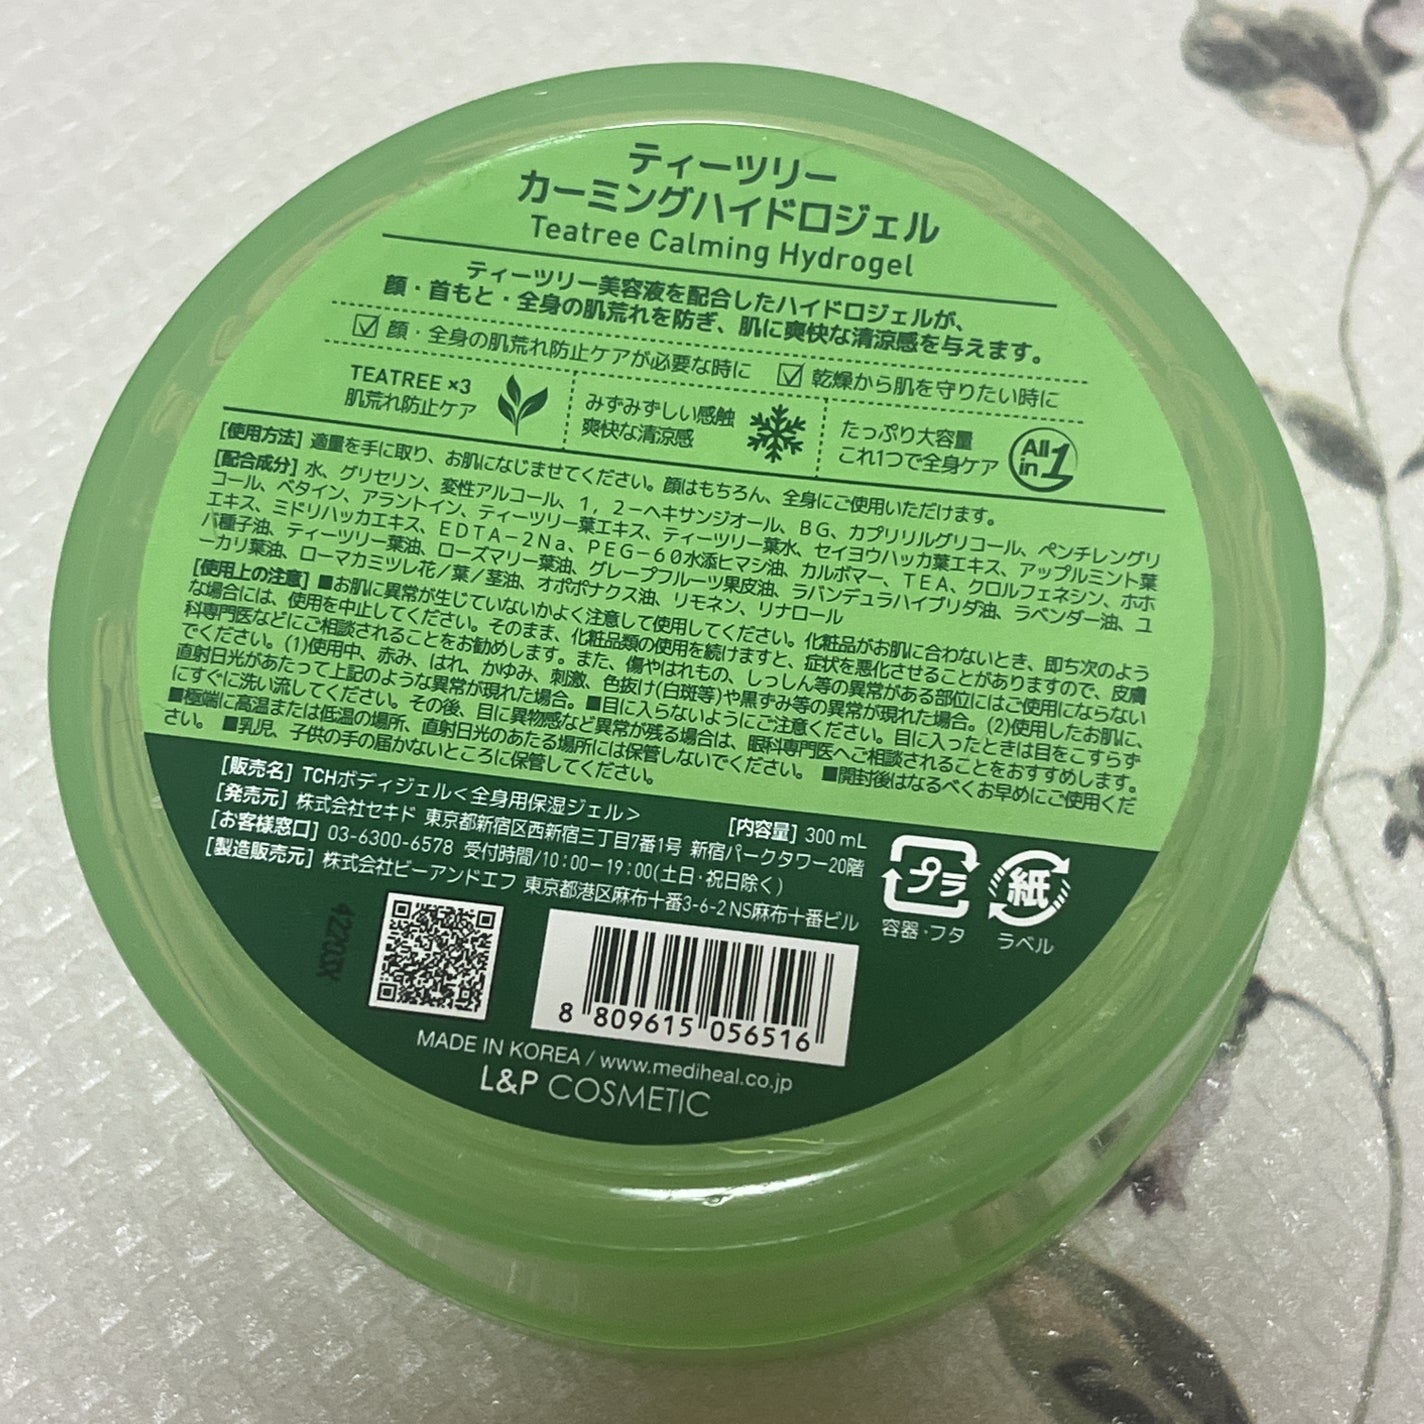 ティーツリー
カーミングハイドロジェル
Teatree Calming Hydrogel
ティーツリー美容液を配合したハイドロジェルが、
顔・首もと・全身の肌荒れを防ぎ、肌に爽快な清涼感を与えます。
顔・全身の肌荒れ防止ケアが必要な時に 乾燥から肌を守りたい時に
TEATREE ×3
肌荒れ防止ケア
みずみずしい感触
爽快な清涼感
たっぷり大容量
これ1つで全身ケア
All in 1
[使用方法] 適量を手に取り、お肌になじませてください。顔はもちろん、全身にご使用いただけます。
[配合成分] 水、グリセリン、変性アルコール、1，2－ヘキサンジオール、BG、カプリリルグリコール、ペンチレングリ
コール、ベタイン、アラントイン、ティーツリー葉エキス、ティーツリー葉水、セイヨウハッカ葉エキス、アップルミント葉
エキス、ミドリハッカエキス、EDTA－2Na、PEG－60水添ヒマシ油、カルボマー、TEA、クロルフェネシン、ホホ
バ種子油、ティーツリー葉油、ローズマリー葉油、グレープフルーツ果皮油、ラバンデュラハイブリダ油、ラベンダー油、ユ
ーカリ葉油、ローマカミツレ花／葉／茎油、オポポナクス油、リモネン、リナロール
[使用上の注意] ■お肌に異常が生じていないかよく注意して使用してください。化粧品がお肌に合わないとき、即ち次のよう
な場合には、使用を中止してください。そのまま、化粧品類の使用を続けますと、症状を悪化させることがありますので、皮膚
科専門医などにご相談されることをお勧めします。また、傷やはれもの、しっしん等の異常がある部位にはご使用にならない
でください。(1)使用中、赤み、はれ、かゆみ、刺激、色抜け(白斑等)や黒ずみ等の異常が現れた場合。(2)使用したお肌に、
直射日光があたって上記のような異常が現れた場合。■目に入らないようにご注意ください。目に入ったときは目をこすらず
にすぐに洗い流してください。その後、目に異物感など異常が残る場合は、眼科専門医へご相談されることをおすすめします。
■極端に高温または低温の場所、直射日光のあたる場所には保管しないでください。 ■開封後はなるべくお早めにご使用くだ
さい。 ■乳児、子供の手の届かないところに保管してください。
[販売名] TCHボディジェル＜全身用保湿ジェル＞ [内容量] 300 mL
[発売元] 株式会社セキド 東京都新宿区西新宿三丁目7番1号 新宿パークタワー20階
[お客様窓口] 03-6300-6578 受付時間/10：00－19：00(土日・祝日除く)
[製造販売元] 株式会社ビーアンドエフ 東京都港区麻布十番3-6-2 NS麻布十番ビル
プラ
容器・フタ
紙
ラベル
8 809615 056516
MADE IN KOREA / www.mediheal.co.jp
L&P COSMETIC